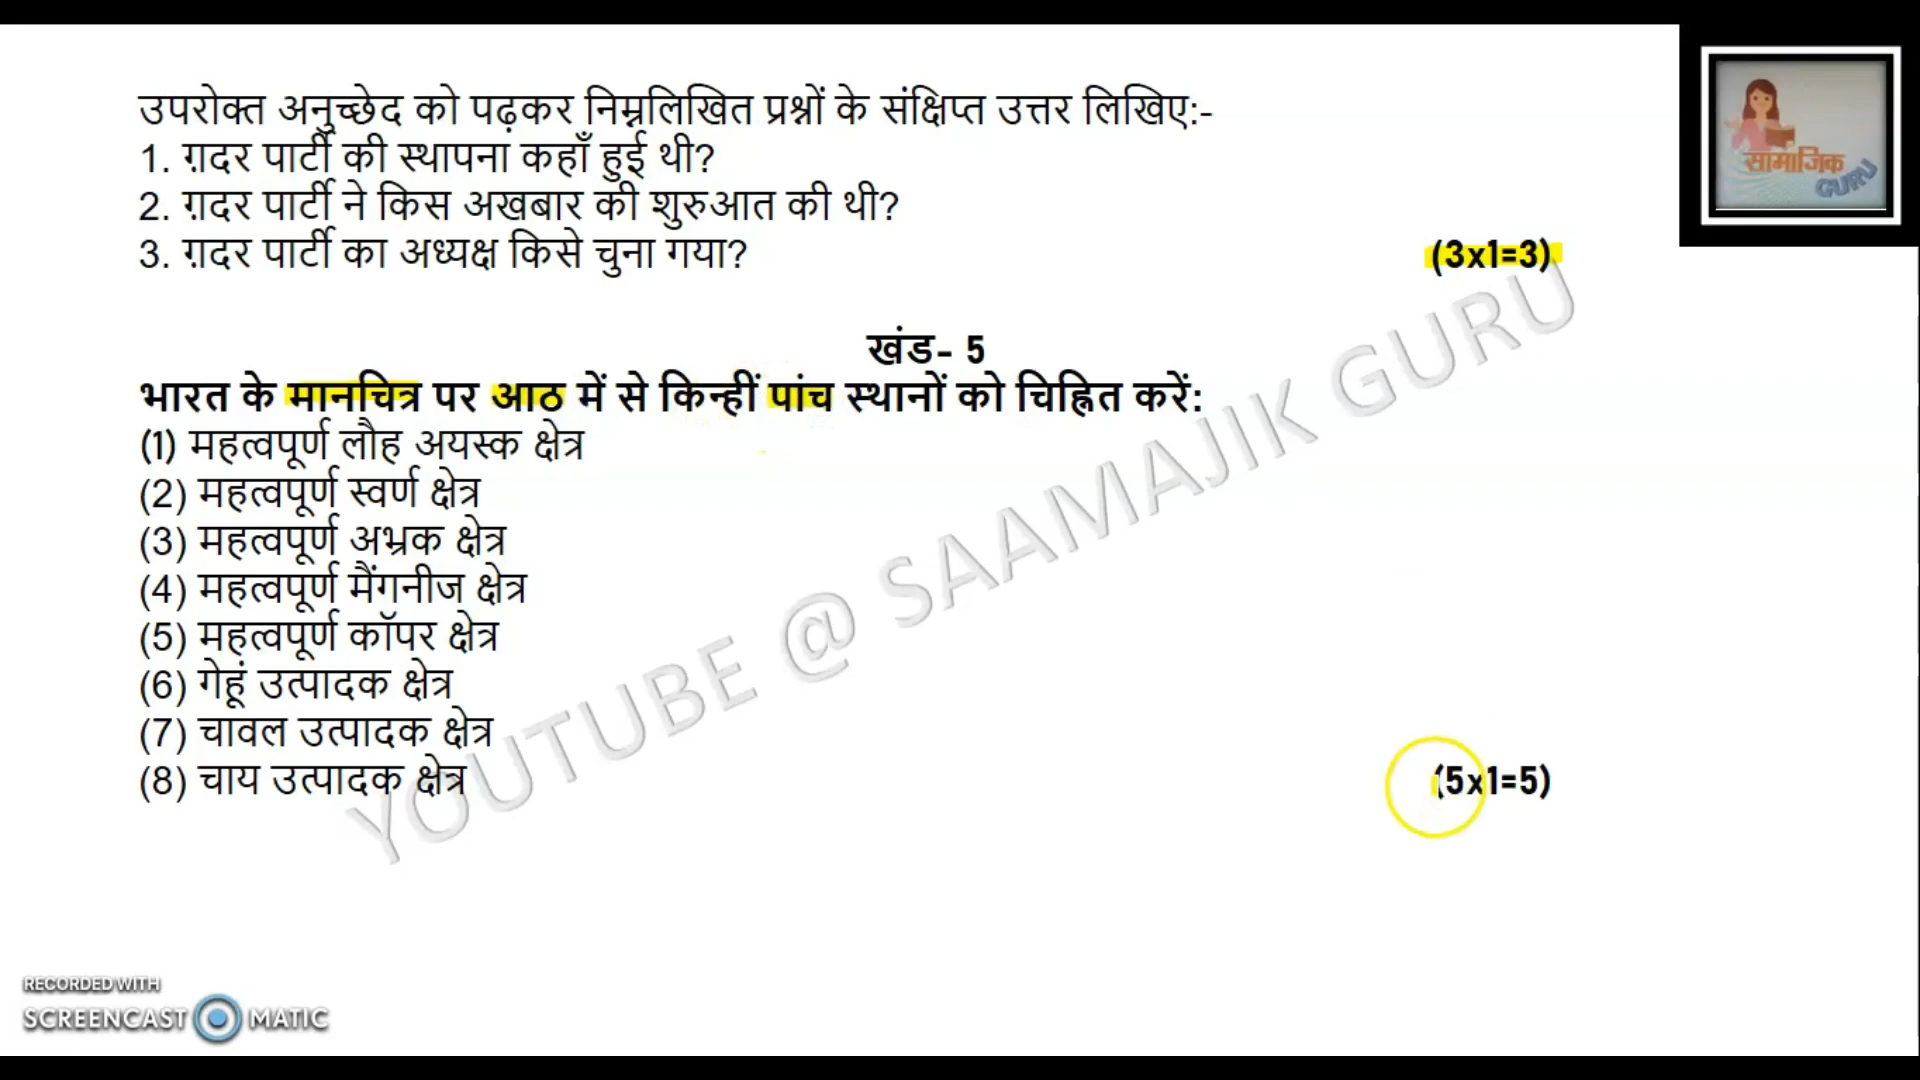 उपरोक्त अनुच्छेद को पढ़कर निम्नलिखित प्रश्नों के संक्षिप्त उत्तर लिखिए:-
1. ग़दर पार्टी की स्थापना कहाँ हुई थी?
2. ग़दर पार्टी ने किस अखबार की शुरुआत की थी?
3. ग़दर पार्टी का अध्यक्ष किसे चुना गया? (3x1=3)
खंड- 5
भारत के मानचित्र पर आठ में से किन्हीं पांच स्थानों को चिह्नित करें:
(1) महत्वपूर्ण लौह अयस्क क्षेत्र
(2) महत्वपूर्ण स्वर्ण क्षेत्र
(3) महत्वपूर्ण अभ्रक क्षेत्र
(4) महत्वपूर्ण मैंगनीज क्षेत्र
(5) महत्वपूर्ण कॉपर क्षेत्र
(6) गेहूं उत्पादक क्षेत्र
(7) चावल उत्पादक क्षेत्र
(8) चाय उत्पादक क्षेत्र (5x1=5)
YOUTUBE @ SAAMAJIK GURU
सामाजिक
GURU
RECORDED WITH
SCREENCAST MATIC